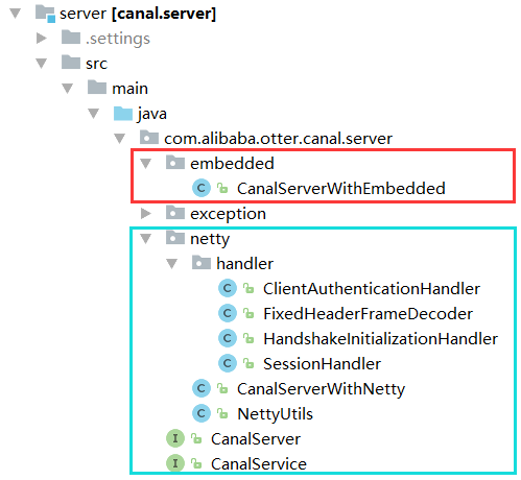 server [canal.server]
.settings
src
main
java
com.alibaba.otter.canal.server
embedded
C CanalServerWithEmbedded
exception
netty
handler
C ClientAuthenticationHandler
C FixedHeaderFrameDecoder
C HandshakeInitializationHandler
C SessionHandler
C CanalServerWithNetty
C NettyUtils
I CanalServer
I CanalService